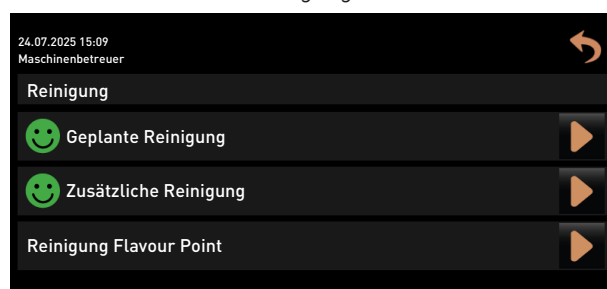 24.07.2025 15:09
Maschinenbetreuer
Reinigung
Geplante Reinigung
Zusätzliche Reinigung
Reinigung Flavour Point